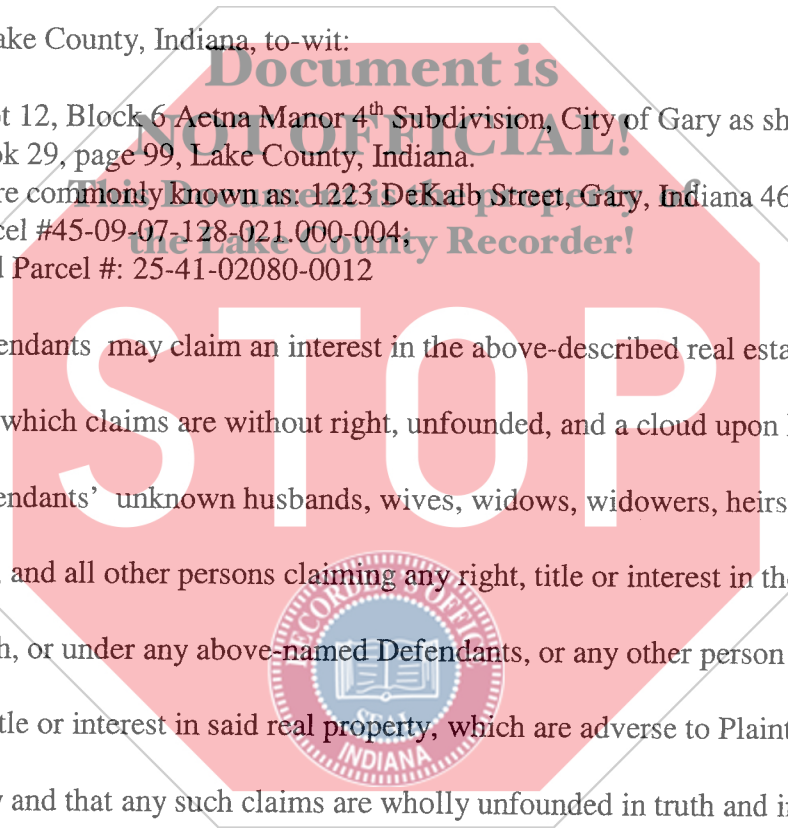 ake County, Indiana, to-wit:
Document is
t 12, Block 6 Aetna Manor 4th Subdivision, City of Gary as sh
NOT OFFICIAL!
ok 29, page 99, Lake County, Indiana.
re commonly known as: 1223 DeKalb Street, Gary, Indiana 46
This Document is the property of
cel #45-09-07-128-021.000-004;
the Lake County Recorder!
l Parcel #: 25-41-02080-0012
STOP
endants may claim an interest in the above-described real esta
which claims are without right, unfounded, and a cloud upon
endants' unknown husbands, wives, widows, widowers, heirs
, and all other persons claiming any right, title or interest in the
RECORDER'S OFFICE
h, or under any above-named Defendants, or any other person
SEAL
tle or interest in said real property, which are adverse to Plaint
INDIANA
y and that any such claims are wholly unfounded in truth and in